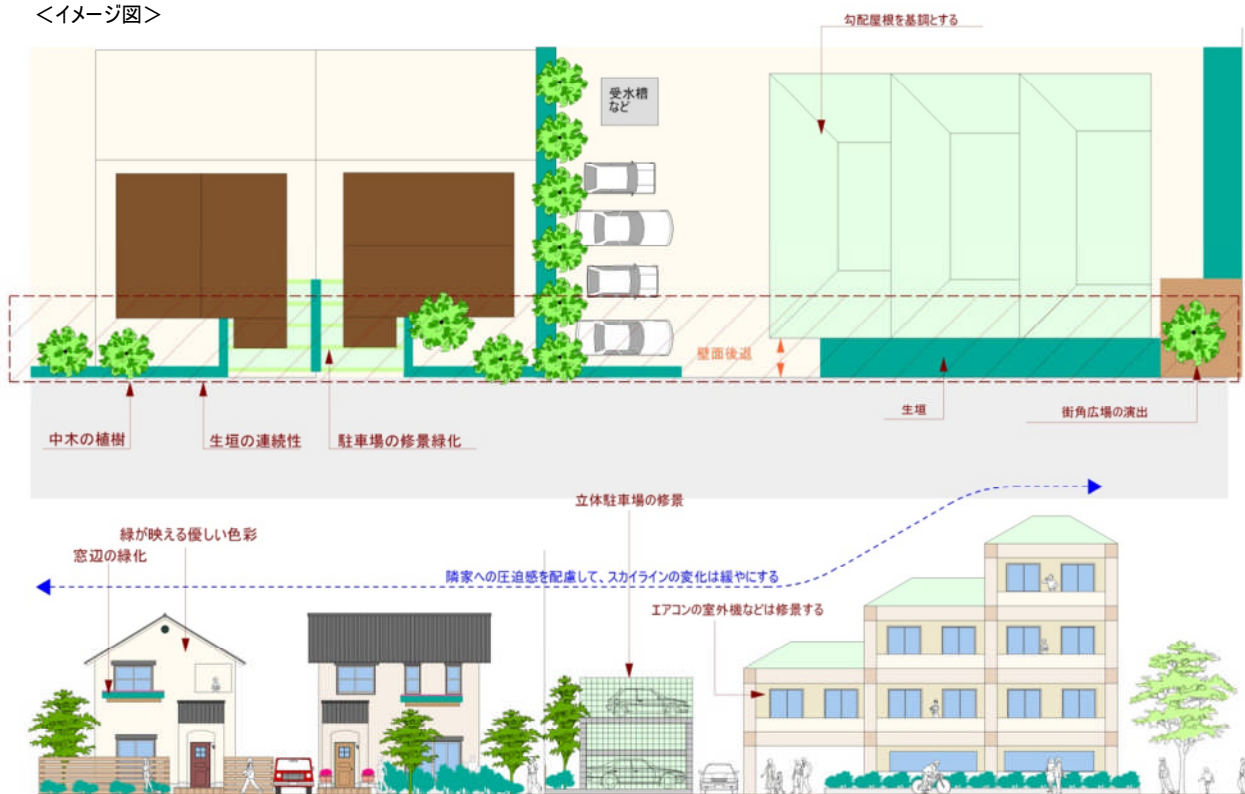 ＜イメージ図＞
勾配屋根を基調とする
受水槽
など
壁面後退
中木の植樹
生垣の連続性
駐車場の修景緑化
生垣
街角広場の演出
立体駐車場の修景
緑が映える優しい色彩
窓辺の緑化
隣家への圧迫感を配慮して、スカイラインの変化は緩やにする
エアコンの室外機などは修景する